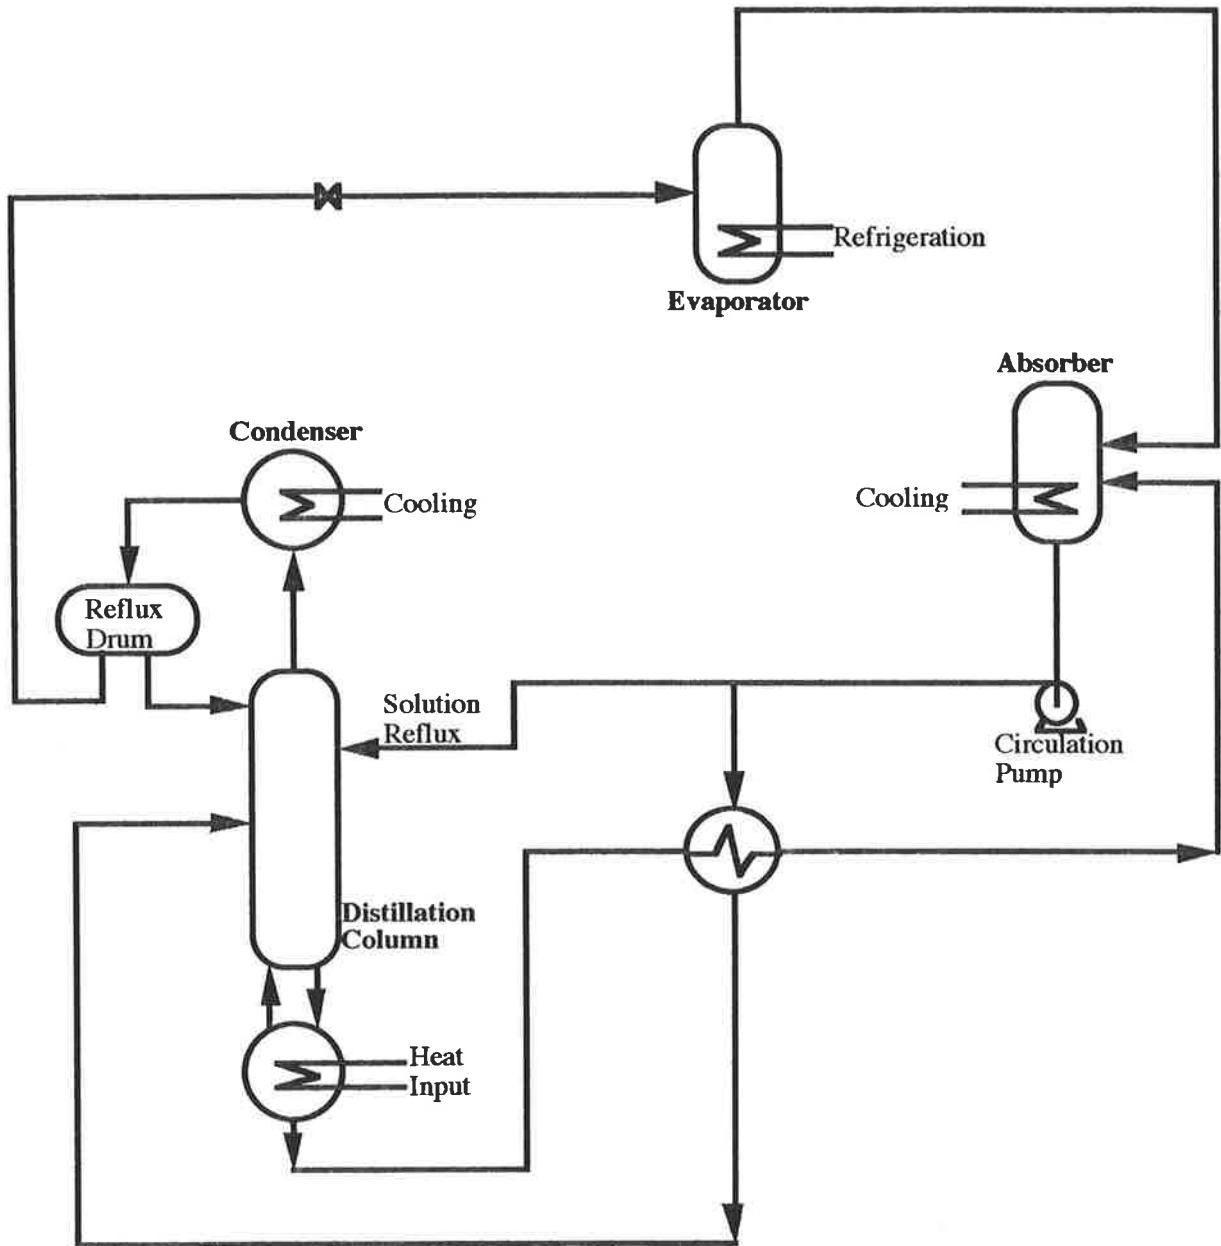 Refrigeration
Evaporator
Absorber
Condenser
Cooling
Cooling
Reflux
Drum
Solution
Reflux
Circulation
Pump
Distillation
Column
Heat
Input